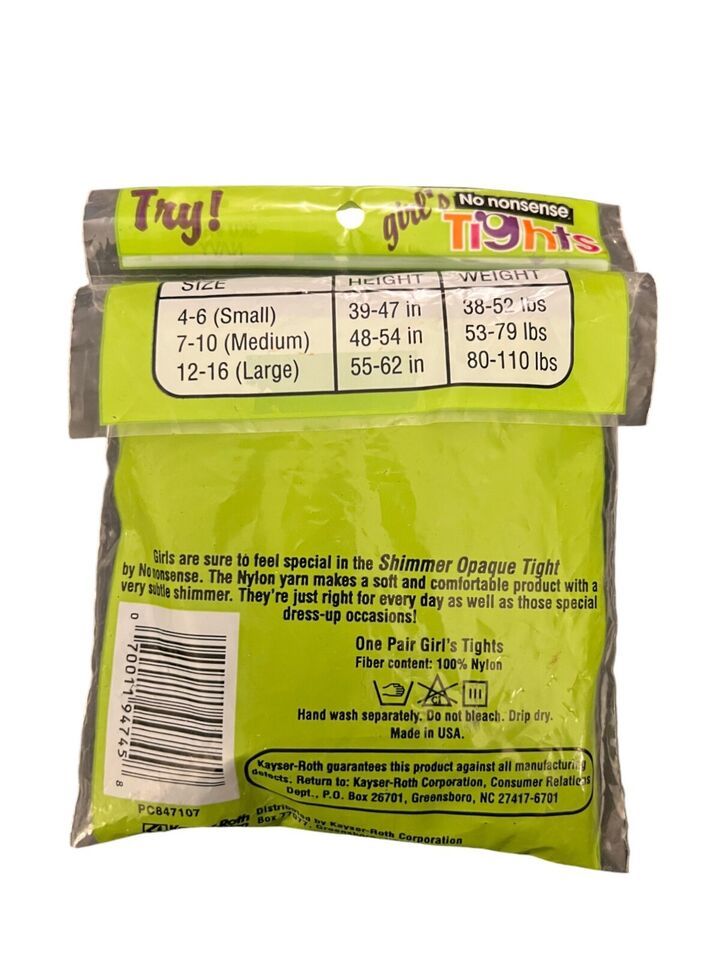 Try!
girl's
No nonsense
Tights
SIZE HEIGHT WEIGHT
4-6 (Small) 39-47 in 38-52 lbs
7-10 (Medium) 48-54 in 53-79 lbs
12-16 (Large) 55-62 in 80-110 lbs
Girls are sure to feel special in the Shimmer Opaque Tight
by No nonsense. The Nylon yarn makes a soft and comfortable product with a
very subtle shimmer. They're just right for every day as well as those special
dress-up occasions!
One Pair Girl's Tights
Fiber content: 100% Nylon
Hand wash separately. Do not bleach. Drip dry.
Made in USA.
Kayser-Roth guarantees this product against all manufacturing
defects. Return to: Kayser-Roth Corporation, Consumer Relations
Dept., P.O. Box 26701, Greensboro, NC 27417-6701
0 70011 94745 8
PC847107
Distributed by Kayser-Roth Corporation
Box